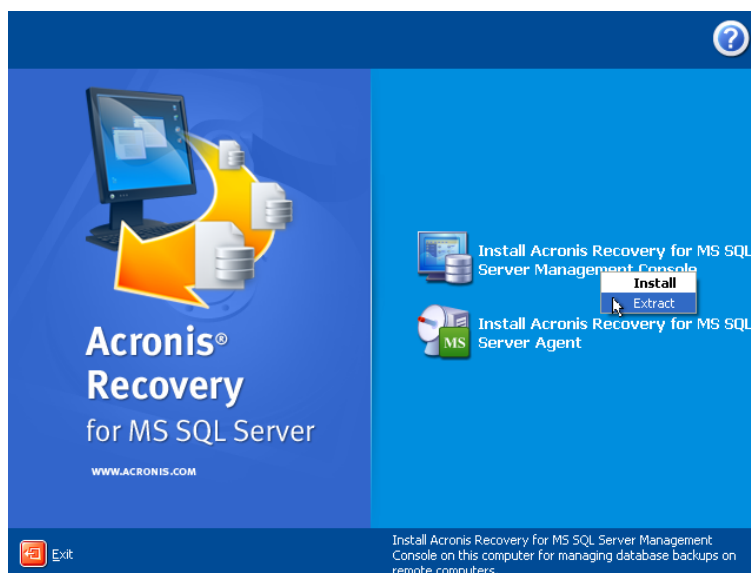 ?
Install Acronis Recovery for MS SQL
Server Management Console
Install
Extract
Install Acronis Recovery for MS SQL
Server Agent
MS
Acronis®
Recovery
for MS SQL Server
WWW.ACRONIS.COM
Exit
Install Acronis Recovery for MS SQL Server Management
Console on this computer for managing database backups on
remote computers